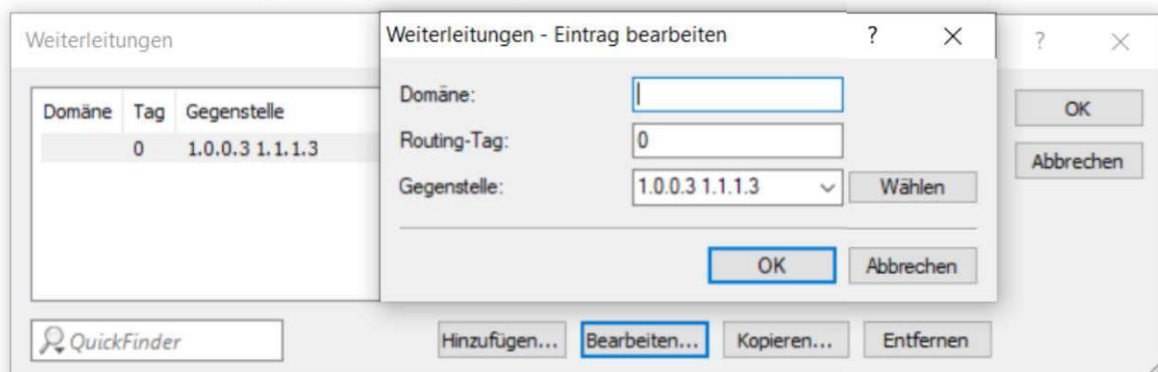 Weiterleitungen
Domäne Tag Gegenstelle
0 1.0.0.3 1.1.1.3
QuickFinder
Hinzufügen... Bearbeiten... Kopieren... Entfernen
OK
Abbrechen
Weiterleitungen - Eintrag bearbeiten ? ×
Domäne:
Routing-Tag: 0
Gegenstelle: 1.0.0.3 1.1.1.3 Wählen
OK Abbrechen
? ×